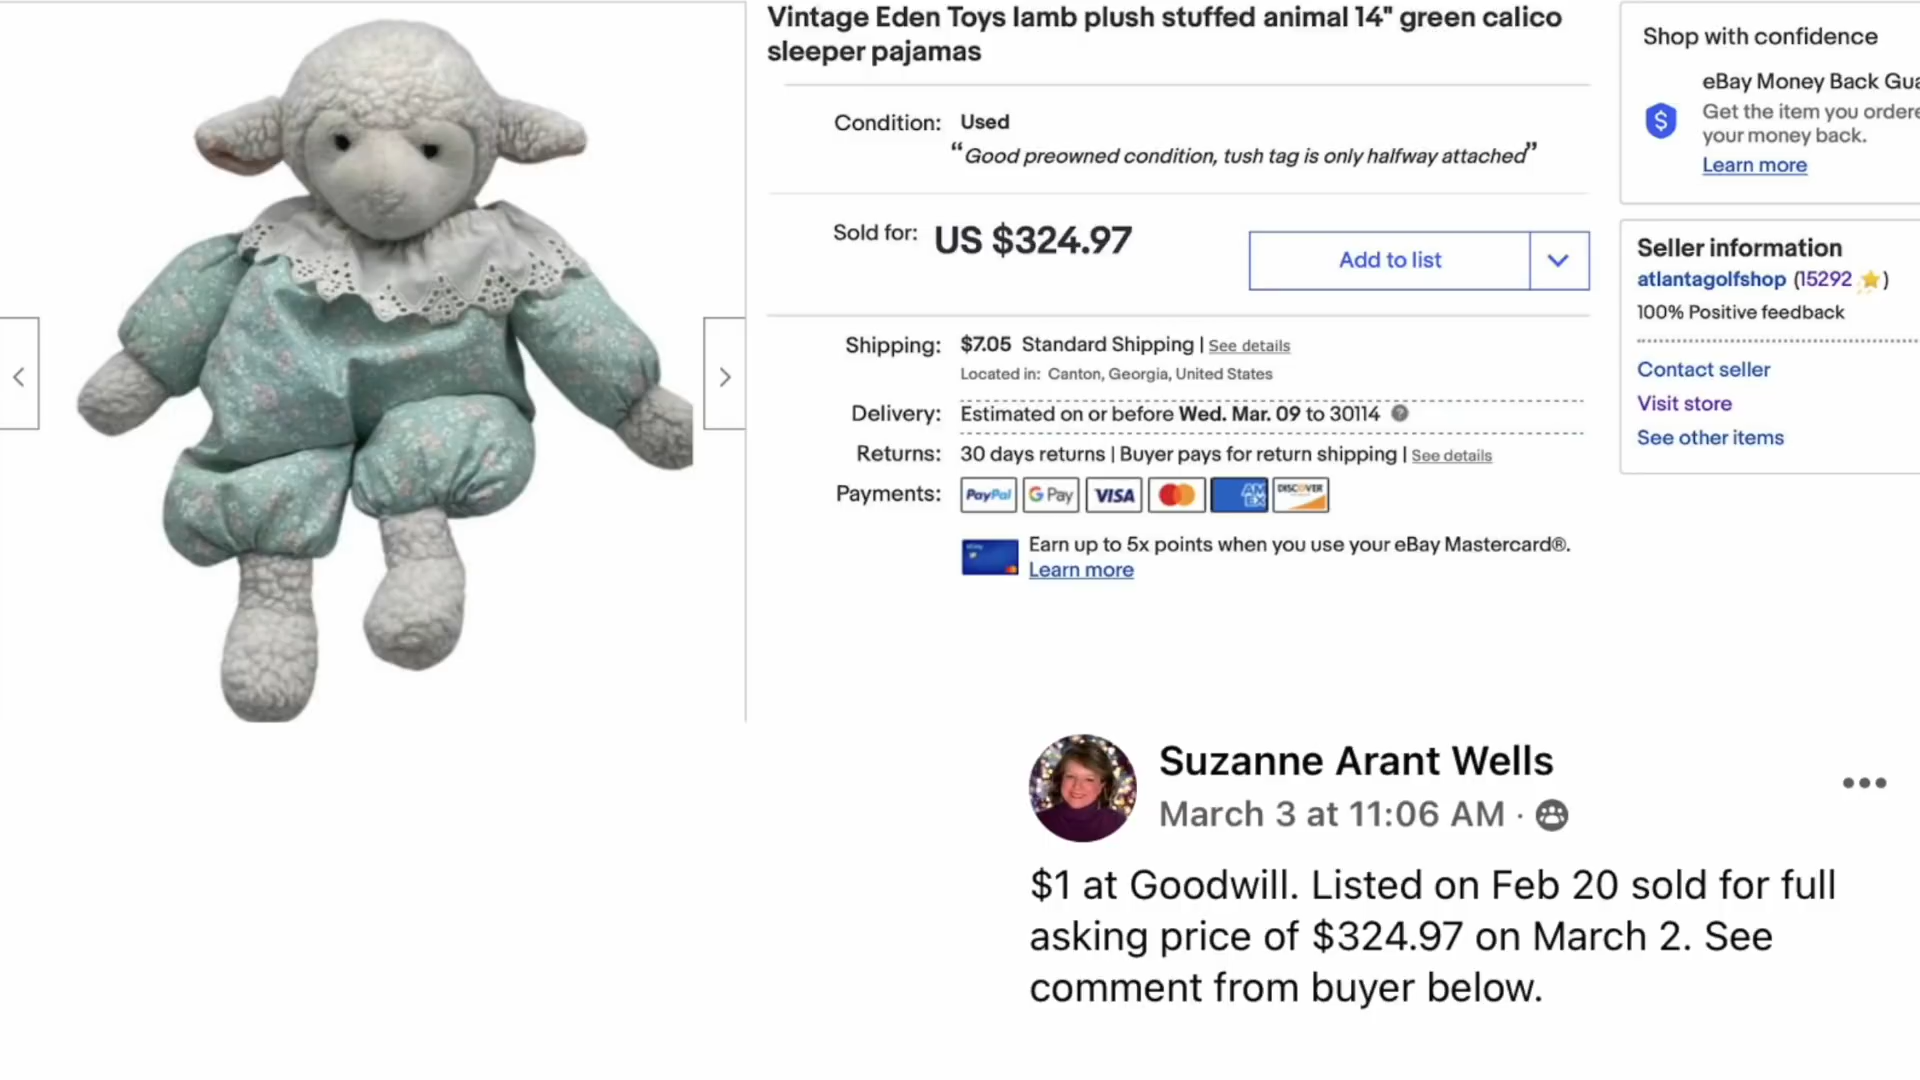 Vintage Eden Toys lamb plush stuffed animal 14" green calico
sleeper pajamas
Condition: Used
“Good preowned condition, tush tag is only halfway attached”
Sold for: US $324.97
Add to list
Shipping: $7.05 Standard Shipping | See details
Located in: Canton, Georgia, United States
Delivery: Estimated on or before Wed. Mar. 09 to 30114 ?
Returns: 30 days returns | Buyer pays for return shipping | See details
Payments: PayPal G Pay VISA AM EX DISCOVER
Earn up to 5x points when you use your eBay Mastercard®.
Learn more
Shop with confidence
eBay Money Back Gua
$ Get the item you ordere
your money back.
Learn more
Seller information
atlantagolfshop (15292 )
100% Positive feedback
Contact seller
Visit store
See other items
Suzanne Arant Wells
March 3 at 11:06 AM ·
$1 at Goodwill. Listed on Feb 20 sold for full
asking price of $324.97 on March 2. See
comment from buyer below.